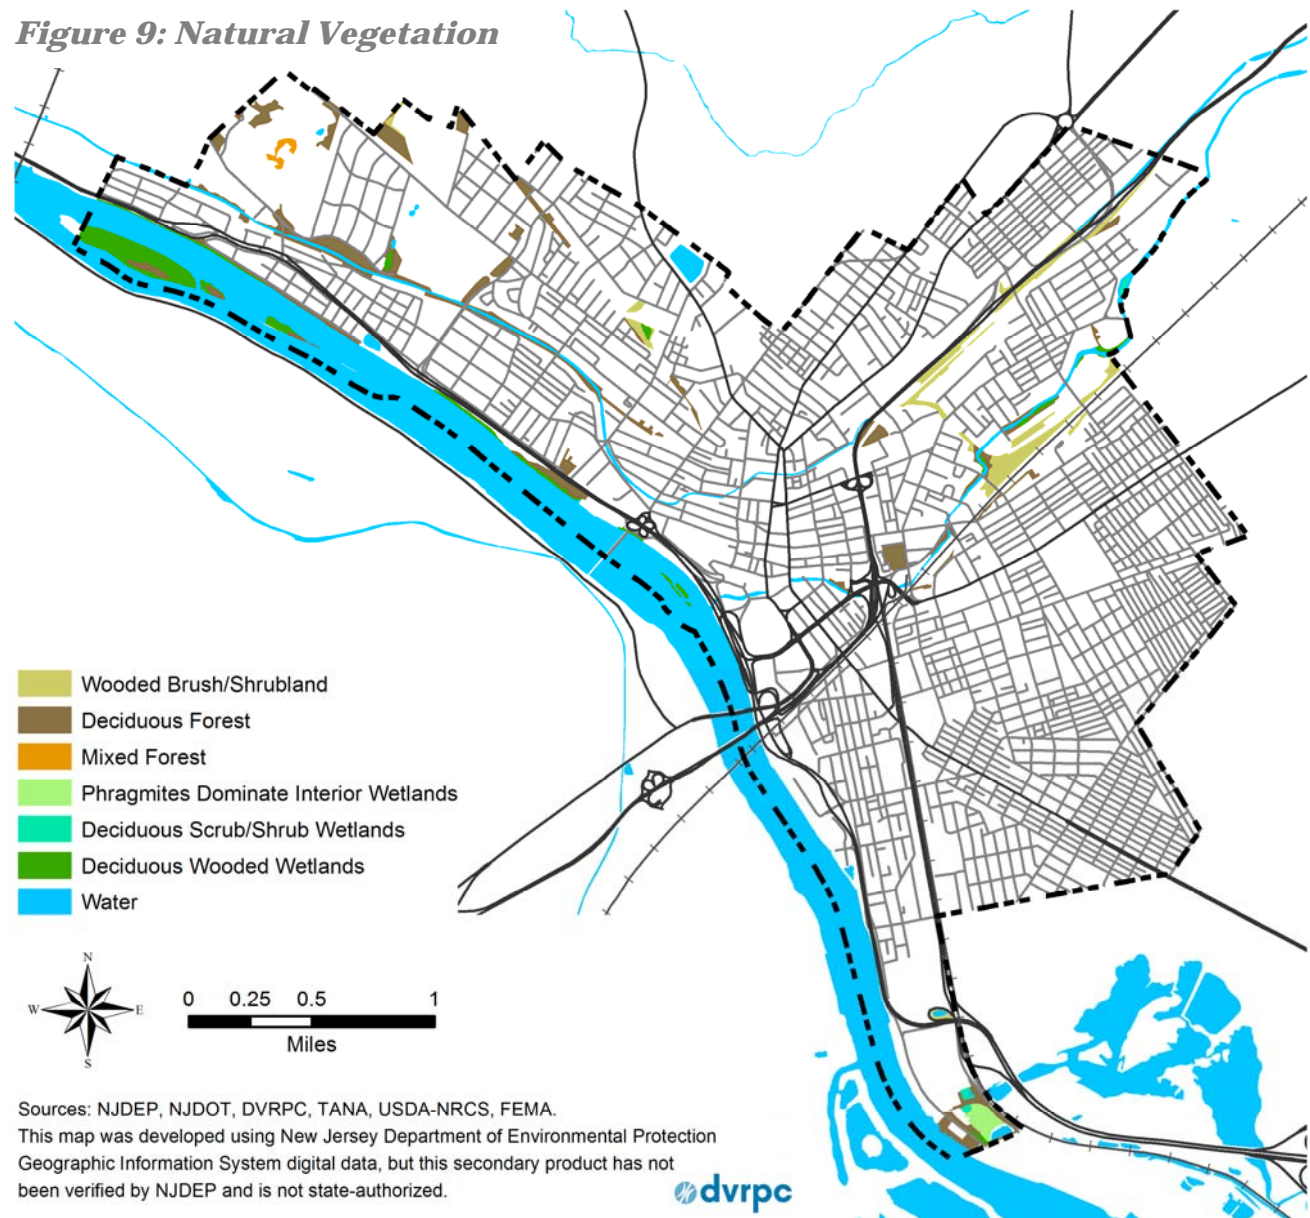 Figure 9: Natural Vegetation
Wooded Brush/Shrubland
Deciduous Forest
Mixed Forest
Phragmites Dominate Interior Wetlands
Deciduous Scrub/Shrub Wetlands
Deciduous Wooded Wetlands
Water
N
W E
S
0 0.25 0.5 1
Miles
Sources: NJDEP, NJDOT, DVRPC, TANA, USDA-NRCS, FEMA.
This map was developed using New Jersey Department of Environmental Protection
Geographic Information System digital data, but this secondary product has not
been verified by NJDEP and is not state-authorized.
dvrpc